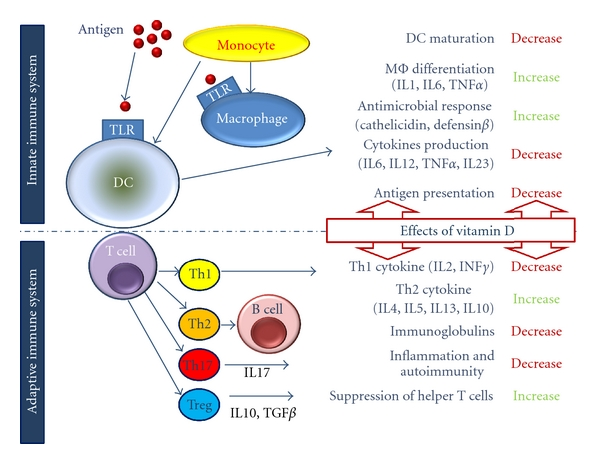 Innate immune system
Antigen
Monocyte
TLR
Macrophage
TLR
DC
DC maturation Decrease
MΦ differentiation
(IL1, IL6, TNFα) Increase
Antimicrobial response
(cathelicidin, defensinβ) Increase
Cytokines production
(IL6, IL12, TNFα, IL23) Decrease
Antigen presentation Decrease
Effects of vitamin D
Adaptive immune system
T cell
Th1
Th2
B cell
Th17
IL17
Treg
IL10, TGFβ
Th1 cytokine (IL2, INFγ) Decrease
Th2 cytokine
(IL4, IL5, IL13, IL10) Increase
Immunoglobulins Decrease
Inflammation and
autoimmunity Decrease
Suppression of helper T cells Increase